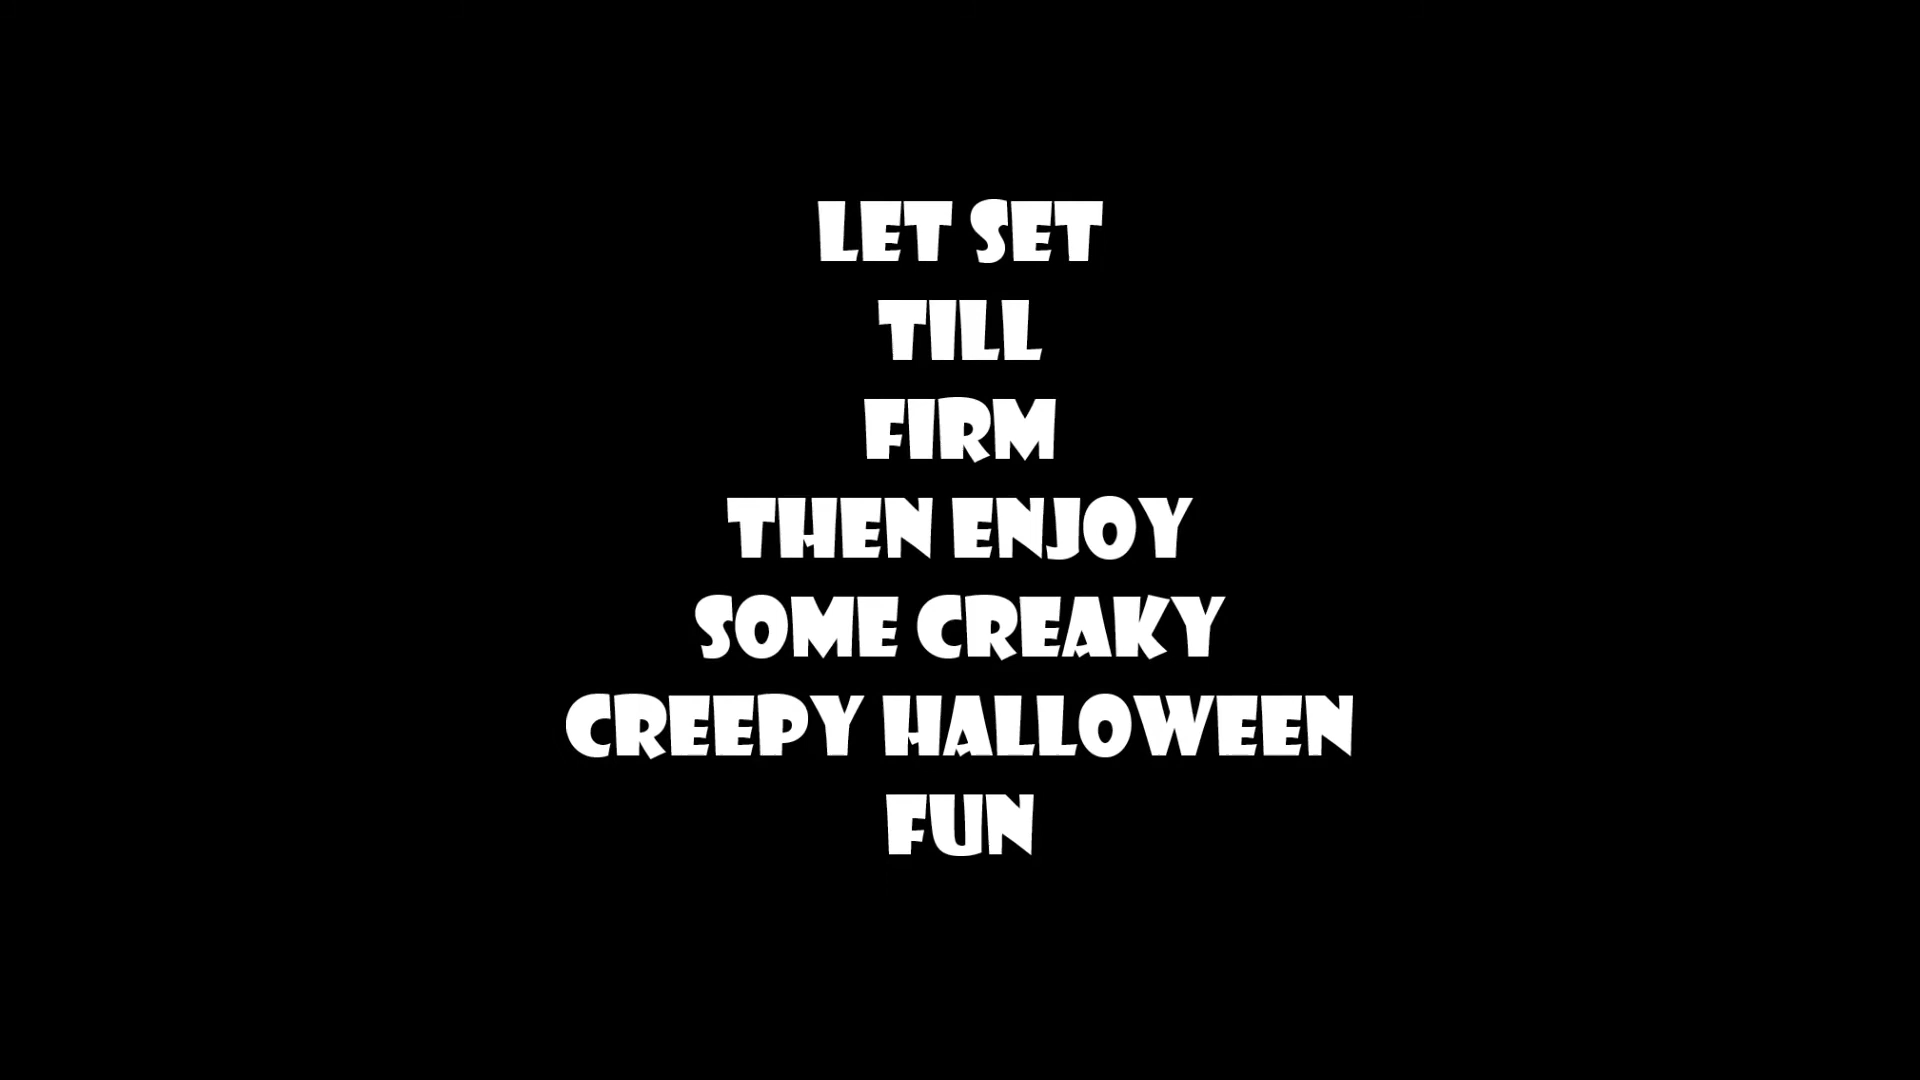 LET SET
TILL
FIRM
THEN ENJOY
SOME CREAKY
CREEPY HALLOWEEN
FUN